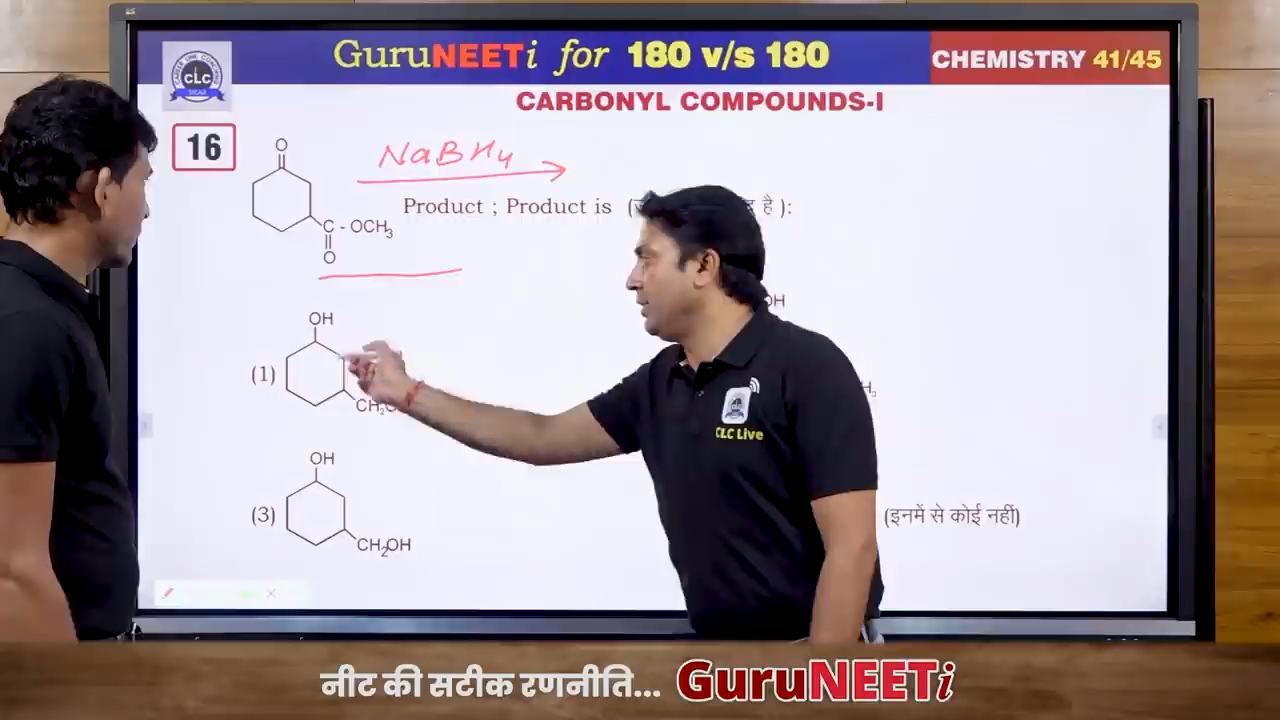 GuruNEETi for 180 v/s 180
CHEMISTRY 41/45
CLC
CARBONYL COMPOUNDS-I
16
O
NaBH4
Product ; Product is
है ):
C - OCH3
O
OH
OH
(1)
(3)
OH
CH2OH
(इनमें से कोई नहीं)
CLC Live
नीट की सटीक रणनीति... GuruNEETi